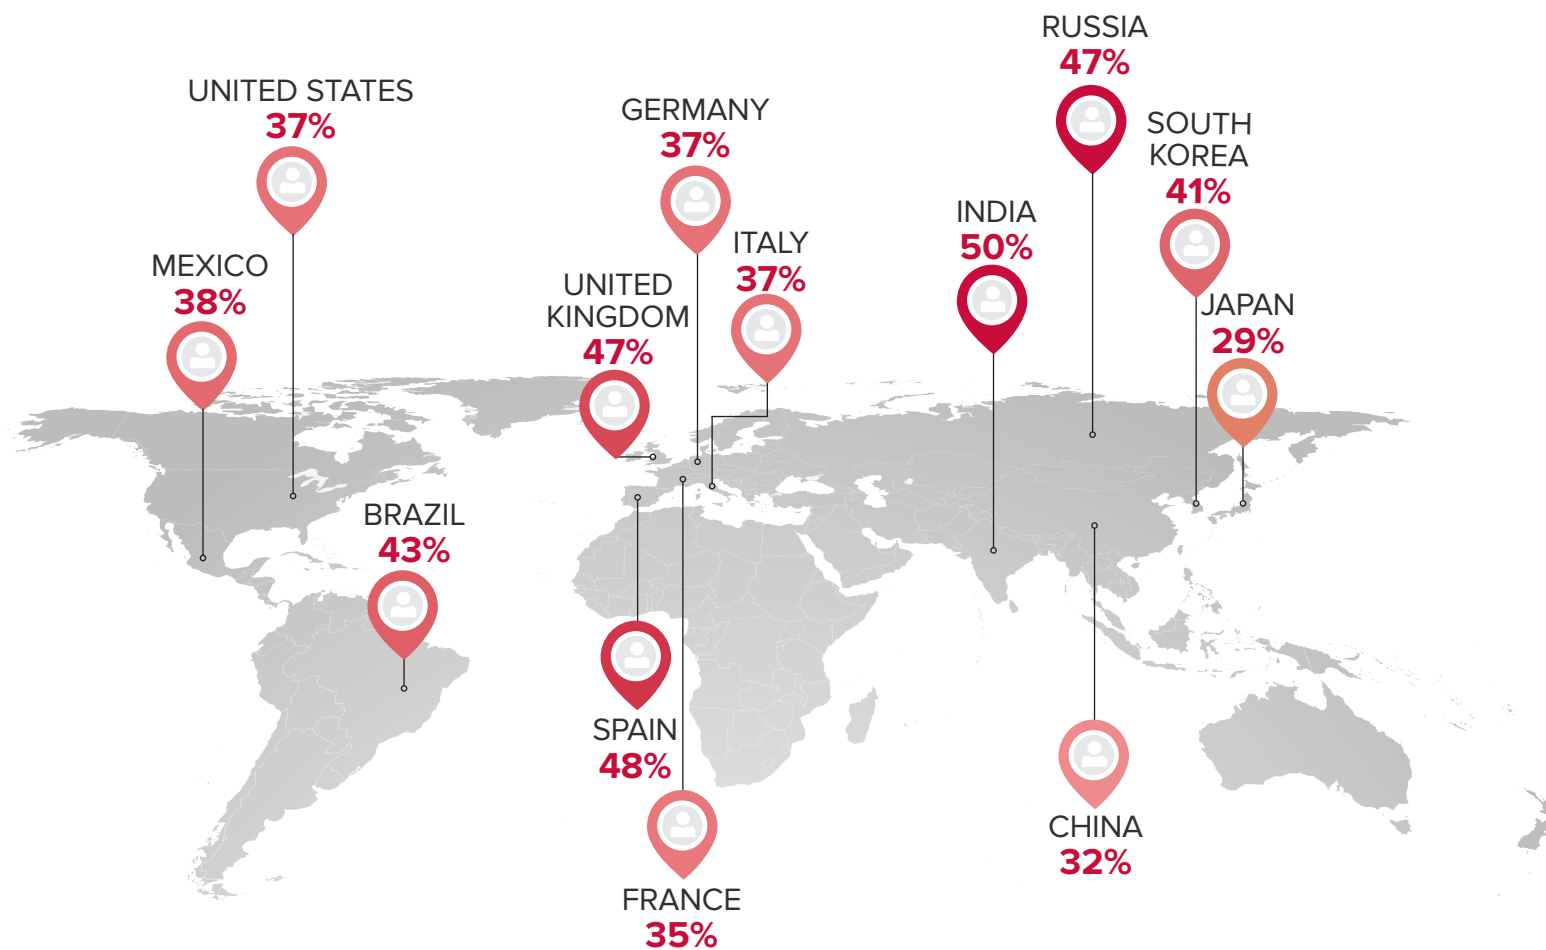 RUSSIA
47%
UNITED STATES
37%
GERMANY
37%
SOUTH
KOREA
41%
INDIA
50%
ITALY
37%
MEXICO
38%
UNITED
KINGDOM
47%
JAPAN
29%
BRAZIL
43%
SPAIN
48%
CHINA
32%
FRANCE
35%